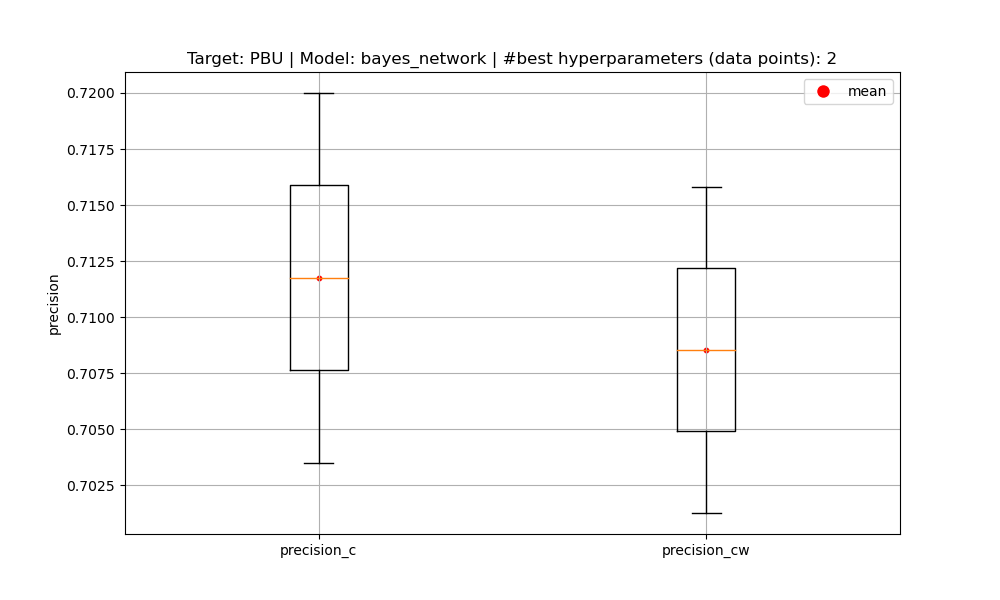 Target: PBU | Model: bayes_network | #best hyperparameters (data points): 2
mean
0.7200
0.7175
0.7150
0.7125
0.7100
0.7075
0.7050
0.7025
precision
precision_c
precision_cw